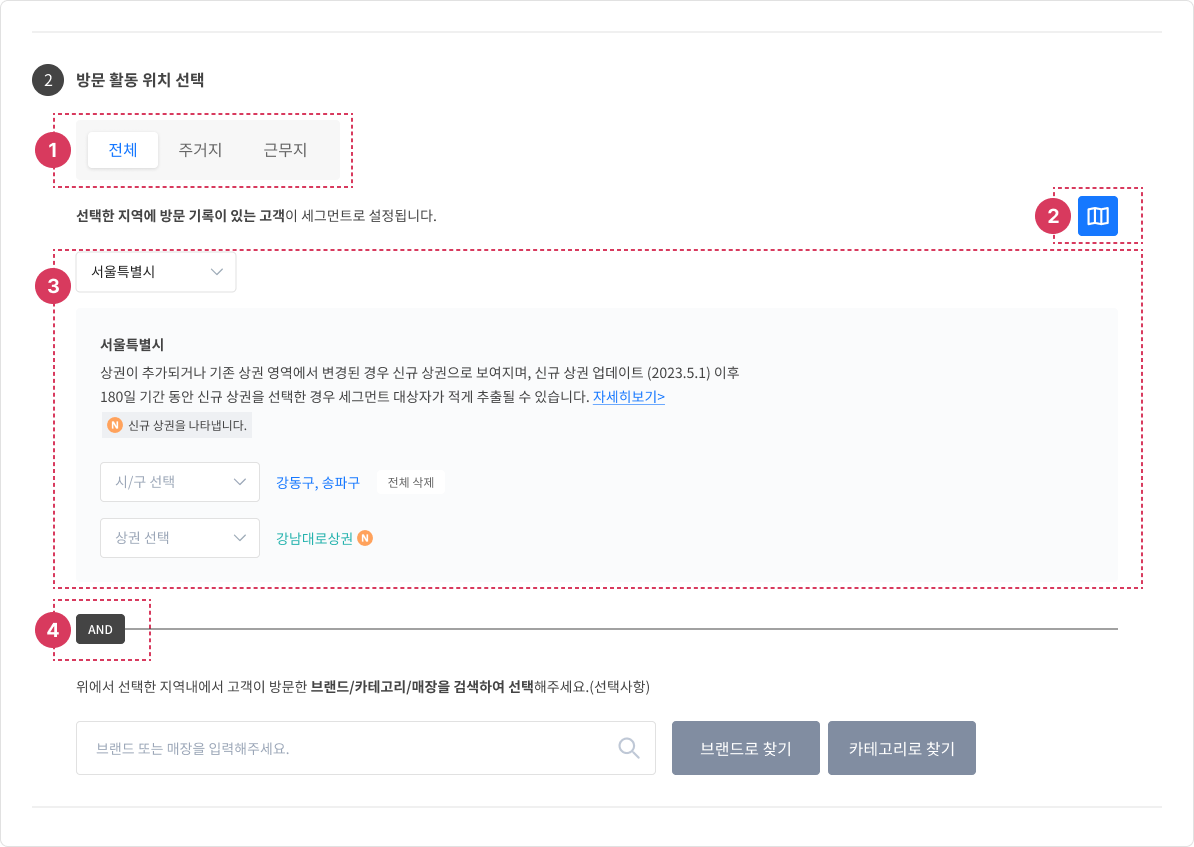 2 방문 활동 위치 선택
1 전체 주거지 근무지
선택한 지역에 방문 기록이 있는 고객이 세그먼트로 설정됩니다.
2
3 서울특별시
서울특별시
상권이 추가되거나 기존 상권 영역에서 변경된 경우 신규 상권으로 보여지며, 신규 상권 업데이트 (2023.5.1) 이후
180일 기간 동안 신규 상권을 선택한 경우 세그먼트 대상자가 적게 추출될 수 있습니다. 자세히보기>
N 신규 상권을 나타냅니다.
시/구 선택 강동구, 송파구 전체 삭제
상권 선택 강남대로상권 N
4 AND
위에서 선택한 지역내에서 고객이 방문한 브랜드/카테고리/매장을 검색하여 선택해주세요.(선택사항)
브랜드 또는 매장을 입력해주세요. 브랜드로 찾기 카테고리로 찾기